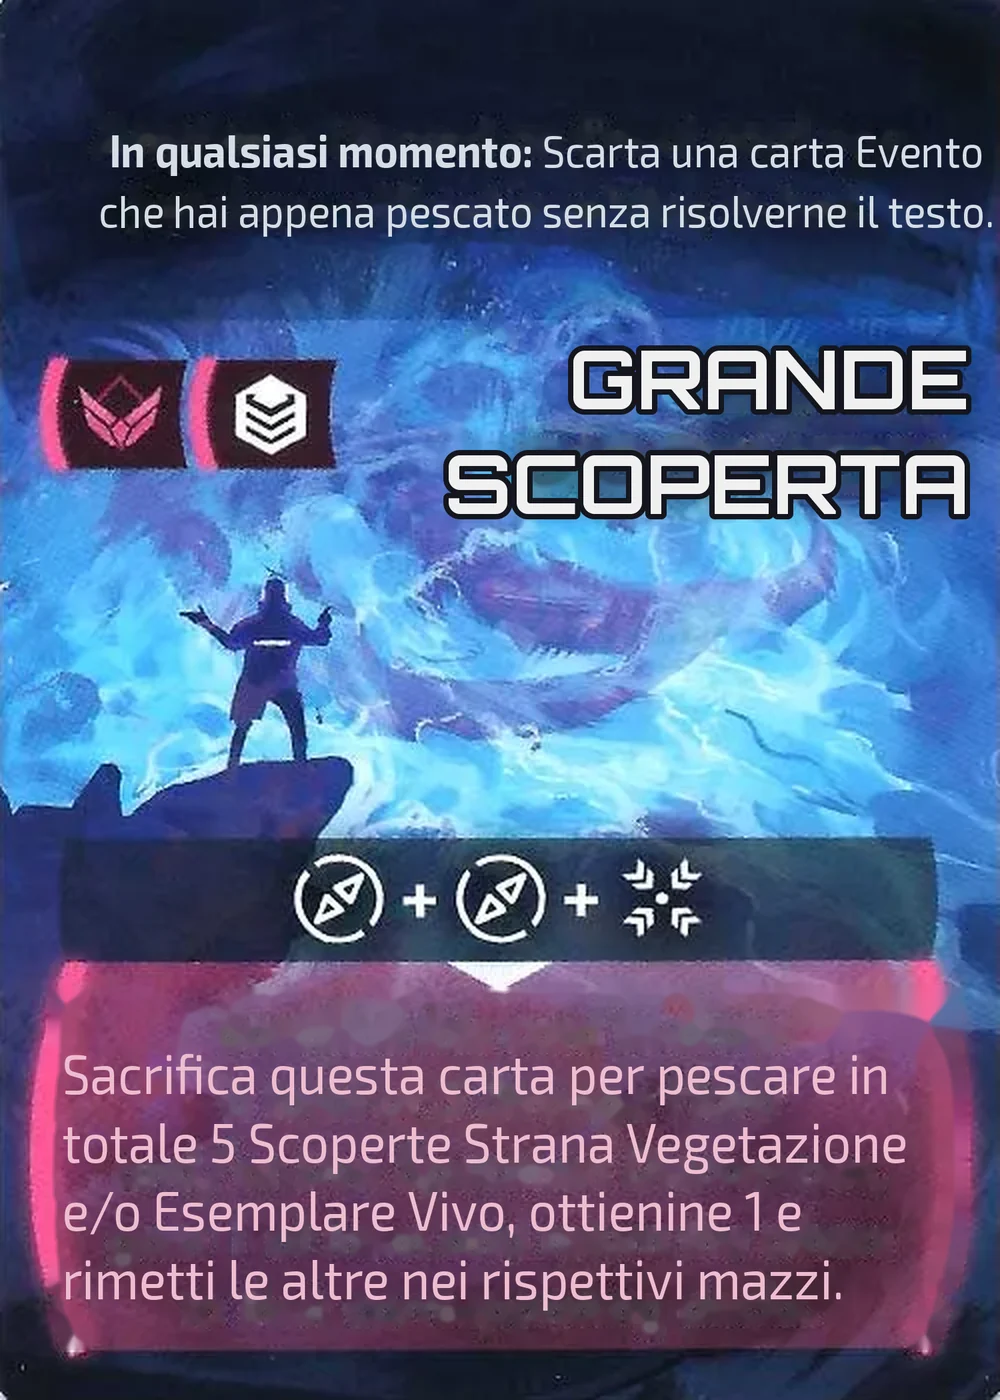 In qualsiasi momento: Scarta una carta Evento
che hai appena pescato senza risolverne il testo.
GRANDE
SCOPERTA
+ +
Sacrifica questa carta per pescare in
totale 5 Scoperte Strana Vegetazione
e/o Esemplare Vivo, ottienine 1 e
rimetti le altre nei rispettivi mazzi.